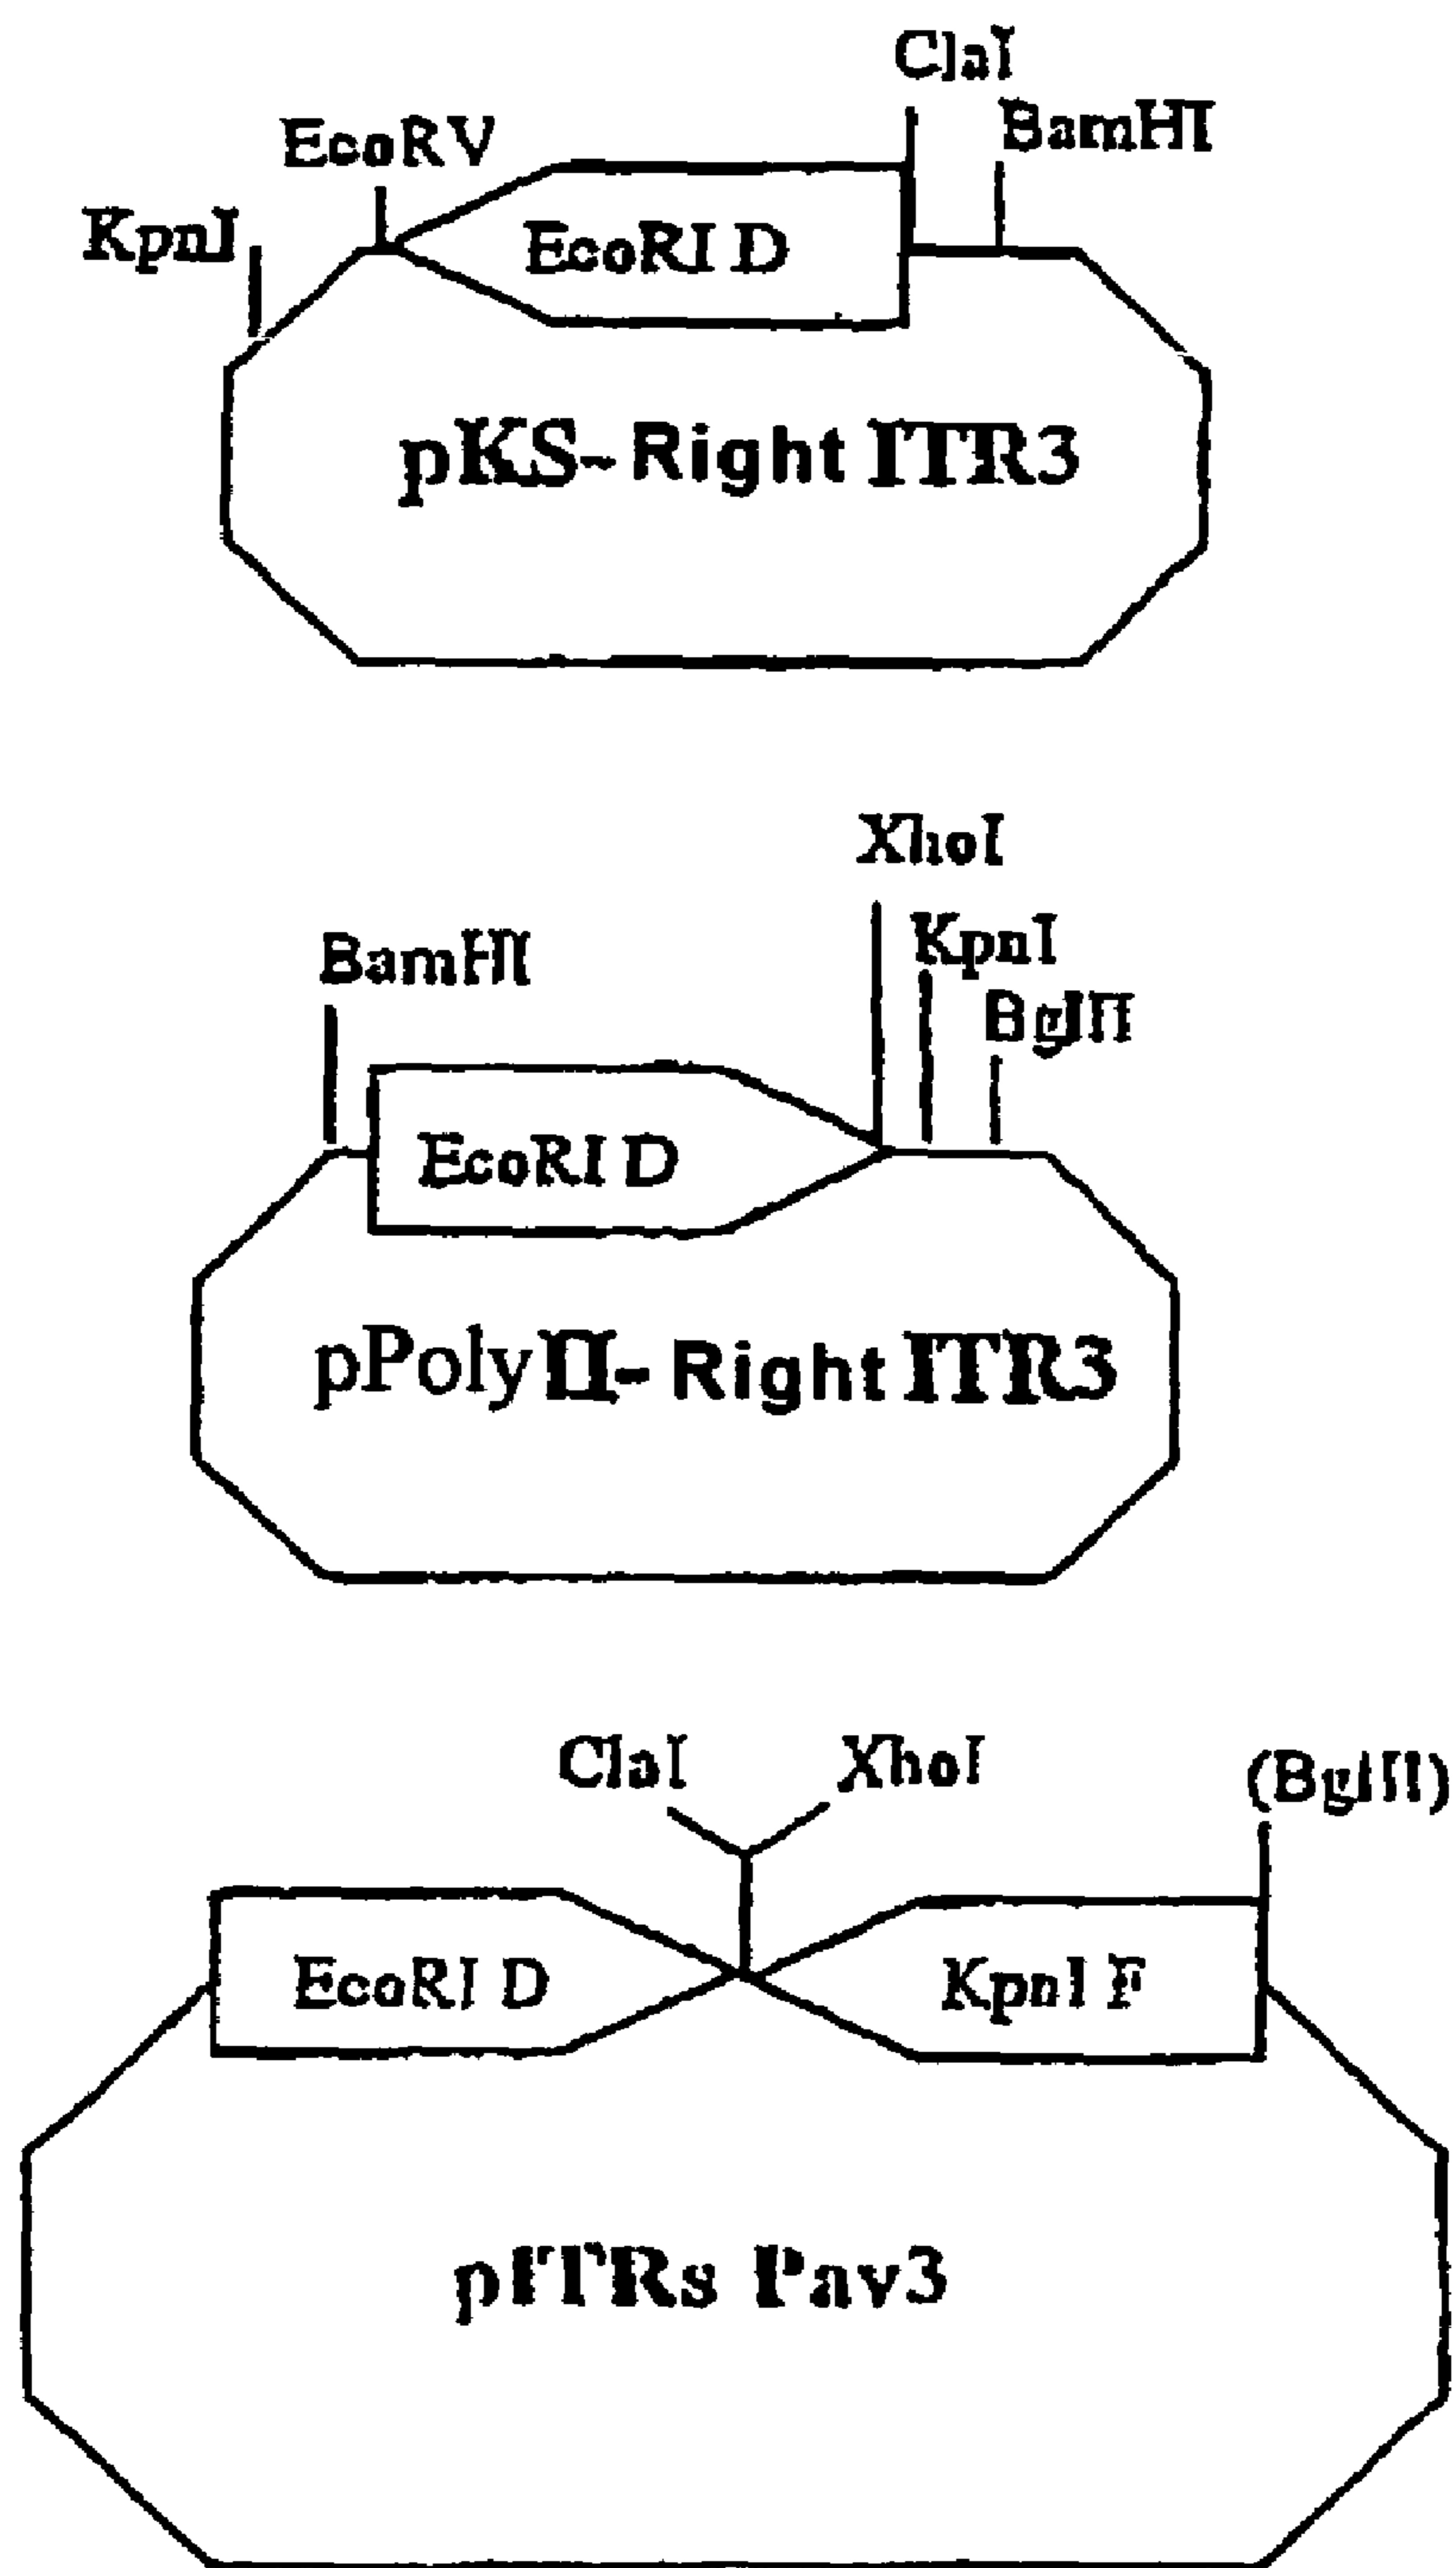 ClaI
EcoRV
BamHI
KpnI
EcoRI D
pKS-Right ITR3
XhoI
KpnI
BamHI
BglII
EcoRI D
pPolyII-Right ITR3
ClaI
XhoI
(BglII)
EcoRI D
KpnI F
pITRs Pav3